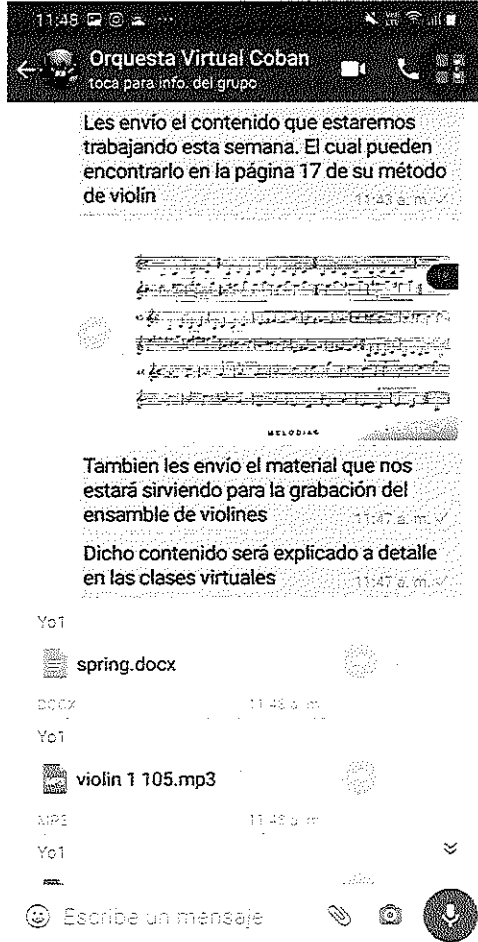 11:48
Orquesta Virtual Coban
toca para info. del grupo
Les envío el contenido que estaremos
trabajando esta semana. El cual pueden
encontrarlo en la página 17 de su método
de violín
11:43 a. m.
MELODIAS
Tambien les envío el material que nos
estará sirviendo para la grabación del
ensamble de violines
11:47 a. m.
Dicho contenido será explicado a detalle
en las clases virtuales
11:47 a. m.
Yo1
spring.docx
DOCX
11:48 a. m.
Yo1
violin 1 105.mp3
MP3
11:48 a. m.
Yo1
Escribe un mensaje